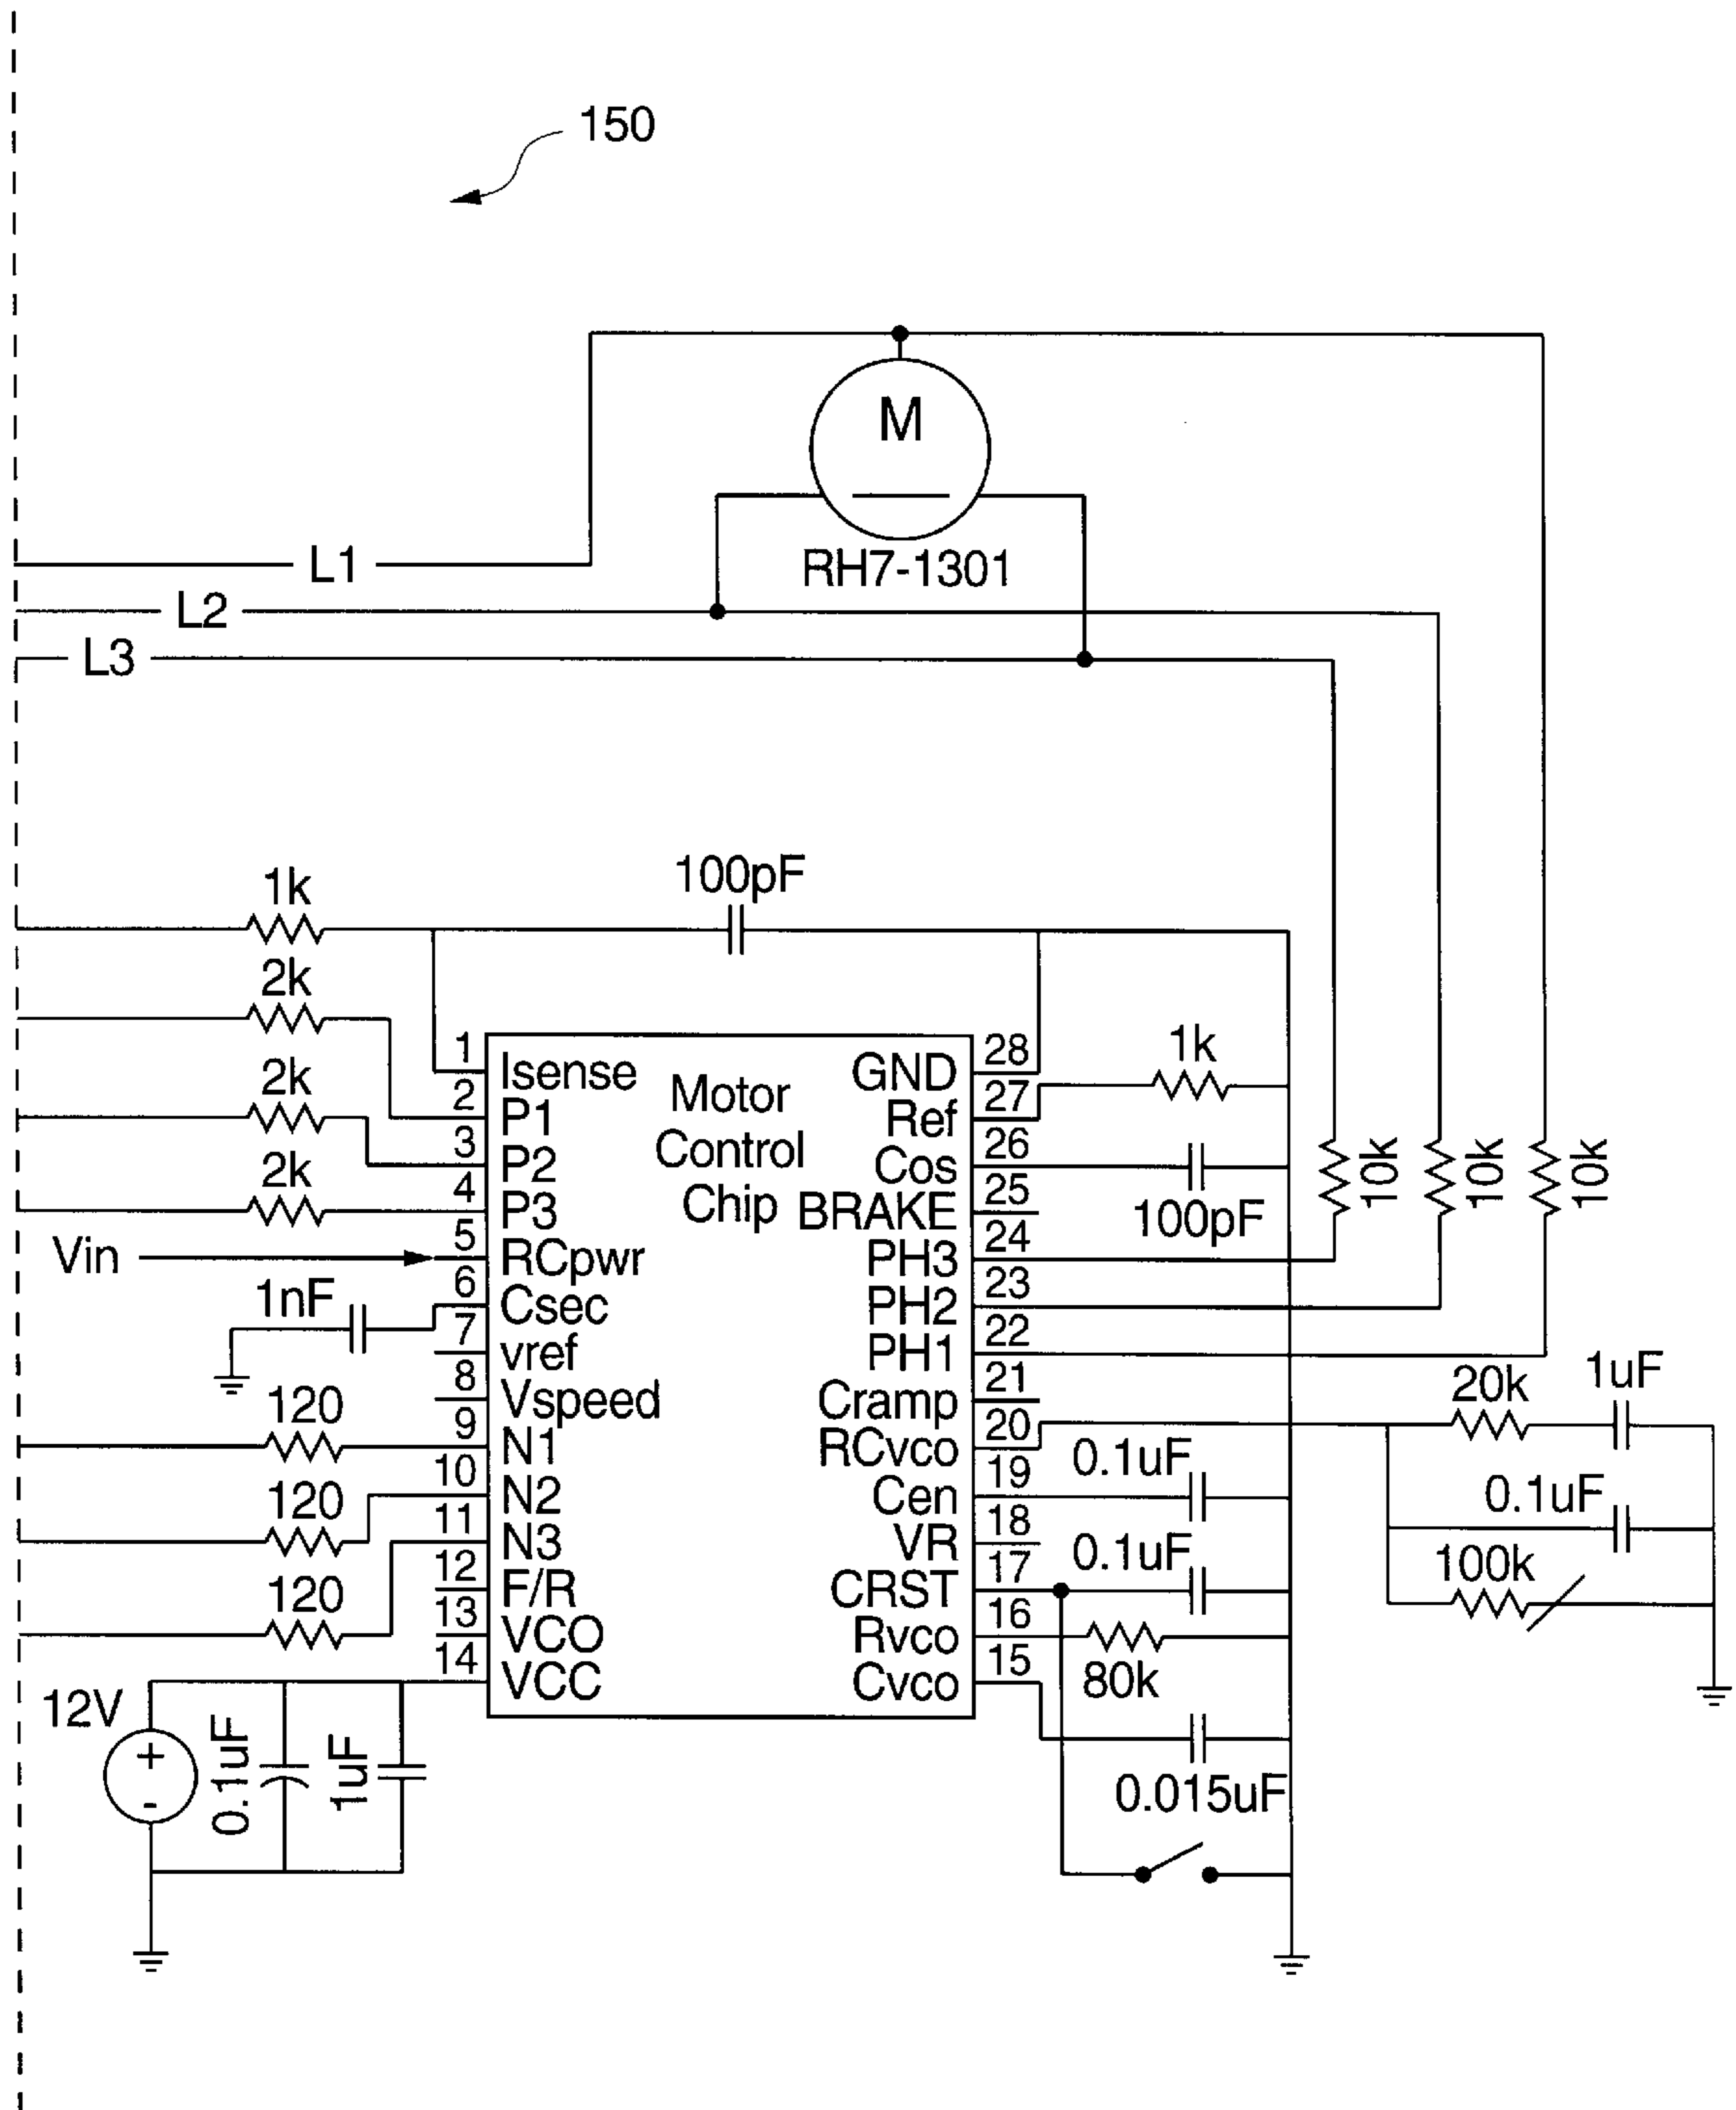 150
M
RH7-1301
L1
L2
L3
1k
100pF
2k
2k
2k
Motor
Control
Chip
1 Isense
2 P1
3 P2
4 P3
Vin
5 RCpwr
1nF
6 Csec
7 vref
8 Vspeed
120
9 N1
120
10 N2
11 N3
120
12 F/R
13 VCO
14 VCC
12V
+
-
0.1uF
1uF
GND 28
1k
Ref 27
Cos 26
100pF
BRAKE 25
PH3 24
PH2 23
PH1 22
10k
10k
10k
Cramp 21
RCvco 20
20k
1uF
0.1uF
100k
0.1uF
Cen 19
VR 18
0.1uF
CRST 17
Rvco 16
80k
Cvco 15
0.015uF